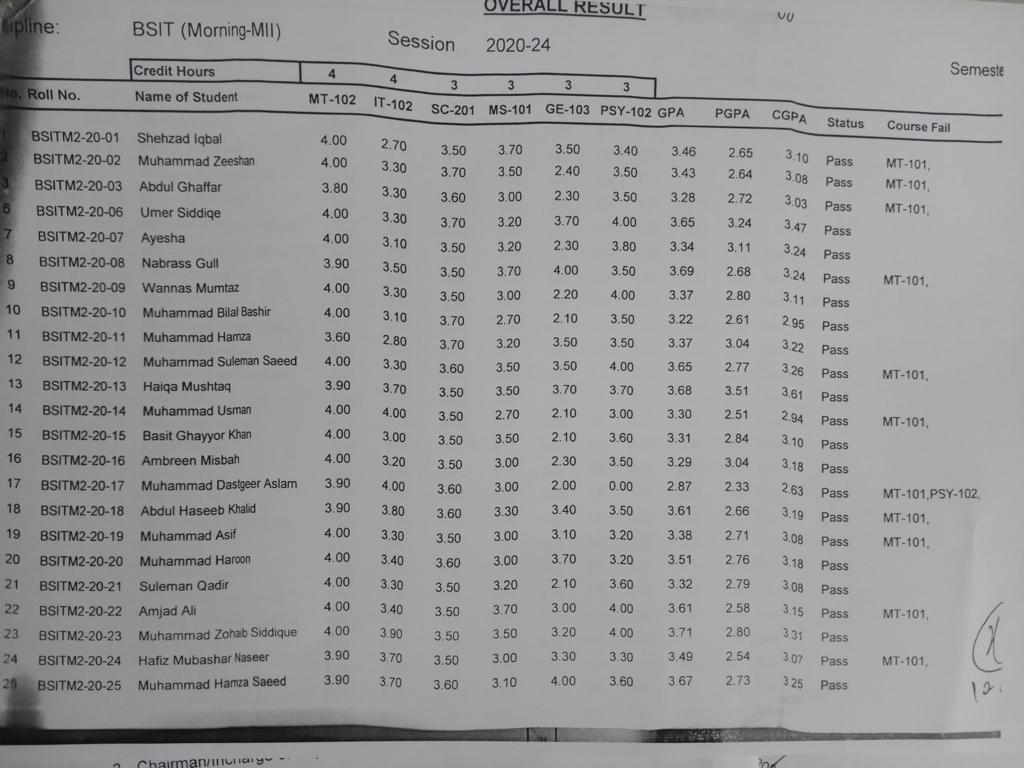 OVERALL RESULT
BSIT (Morning-MII)
Session 2020-24
Credit Hours 4 4 3 3 3 3
No. Roll No. Name of Student MT-102 IT-102 SC-201 MS-101 GE-103 PSY-102 GPA PGPA CGPA Status Course Fail
1 BSITM2-20-01 Shehzad Iqbal 4.00 2.70 3.50 3.70 3.50 3.40 3.46 2.65 3.10 Pass MT-101,
2 BSITM2-20-02 Muhammad Zeeshan 4.00 3.30 3.70 3.50 2.40 3.50 3.43 2.64 3.08 Pass MT-101,
3 BSITM2-20-03 Abdul Ghaffar 3.80 3.30 3.60 3.00 2.30 3.50 3.28 2.72 3.03 Pass MT-101,
6 BSITM2-20-06 Umer Siddiqe 4.00 3.30 3.70 3.20 3.70 4.00 3.65 3.24 3.47 Pass
7 BSITM2-20-07 Ayesha 4.00 3.10 3.50 3.20 2.30 3.80 3.34 3.11 3.24 Pass
8 BSITM2-20-08 Nabrass Gull 3.90 3.50 3.50 3.70 4.00 3.50 3.69 2.68 3.24 Pass MT-101,
9 BSITM2-20-09 Wannas Mumtaz 4.00 3.30 3.50 3.00 2.20 4.00 3.37 2.80 3.11 Pass
10 BSITM2-20-10 Muhammad Bilal Bashir 4.00 3.10 3.70 2.70 2.10 3.50 3.22 2.61 2.95 Pass
11 BSITM2-20-11 Muhammad Hamza 3.60 2.80 3.70 3.20 3.50 3.50 3.37 3.04 3.22 Pass
12 BSITM2-20-12 Muhammad Suleman Saeed 4.00 3.30 3.60 3.50 3.50 4.00 3.65 2.77 3.26 Pass MT-101,
13 BSITM2-20-13 Haiqa Mushtaq 3.90 3.70 3.50 3.50 3.70 3.70 3.68 3.51 3.61 Pass
14 BSITM2-20-14 Muhammad Usman 4.00 4.00 3.50 2.70 2.10 3.00 3.30 2.51 2.94 Pass MT-101,
15 BSITM2-20-15 Basit Ghayyor Khan 4.00 3.00 3.50 3.50 2.10 3.60 3.31 2.84 3.10 Pass
16 BSITM2-20-16 Ambreen Misbah 4.00 3.20 3.50 3.00 2.30 3.50 3.29 3.04 3.18 Pass
17 BSITM2-20-17 Muhammad Dastgeer Aslam 3.90 4.00 3.60 3.00 2.00 0.00 2.87 2.33 2.63 Pass MT-101,PSY-102,
18 BSITM2-20-18 Abdul Haseeb Khalid 3.90 3.80 3.60 3.30 3.40 3.50 3.61 2.66 3.19 Pass MT-101,
19 BSITM2-20-19 Muhammad Asif 4.00 3.30 3.50 3.00 3.10 3.20 3.38 2.71 3.08 Pass MT-101,
20 BSITM2-20-20 Muhammad Haroon 4.00 3.40 3.60 3.00 3.70 3.20 3.51 2.76 3.18 Pass
21 BSITM2-20-21 Suleman Qadir 4.00 3.30 3.50 3.20 2.10 3.60 3.32 2.79 3.08 Pass
22 BSITM2-20-22 Amjad Ali 4.00 3.40 3.50 3.70 3.00 4.00 3.61 2.58 3.15 Pass MT-101,
23 BSITM2-20-23 Muhammad Zohaib Siddique 4.00 3.90 3.50 3.50 3.20 4.00 3.71 2.80 3.31 Pass
24 BSITM2-20-24 Hafiz Mubashar Naseer 3.90 3.70 3.50 3.00 3.30 3.30 3.49 2.54 3.07 Pass MT-101,
25 BSITM2-20-25 Muhammad Hamza Saeed 3.90 3.70 3.60 3.10 4.00 3.60 3.67 2.73 3.25 Pass